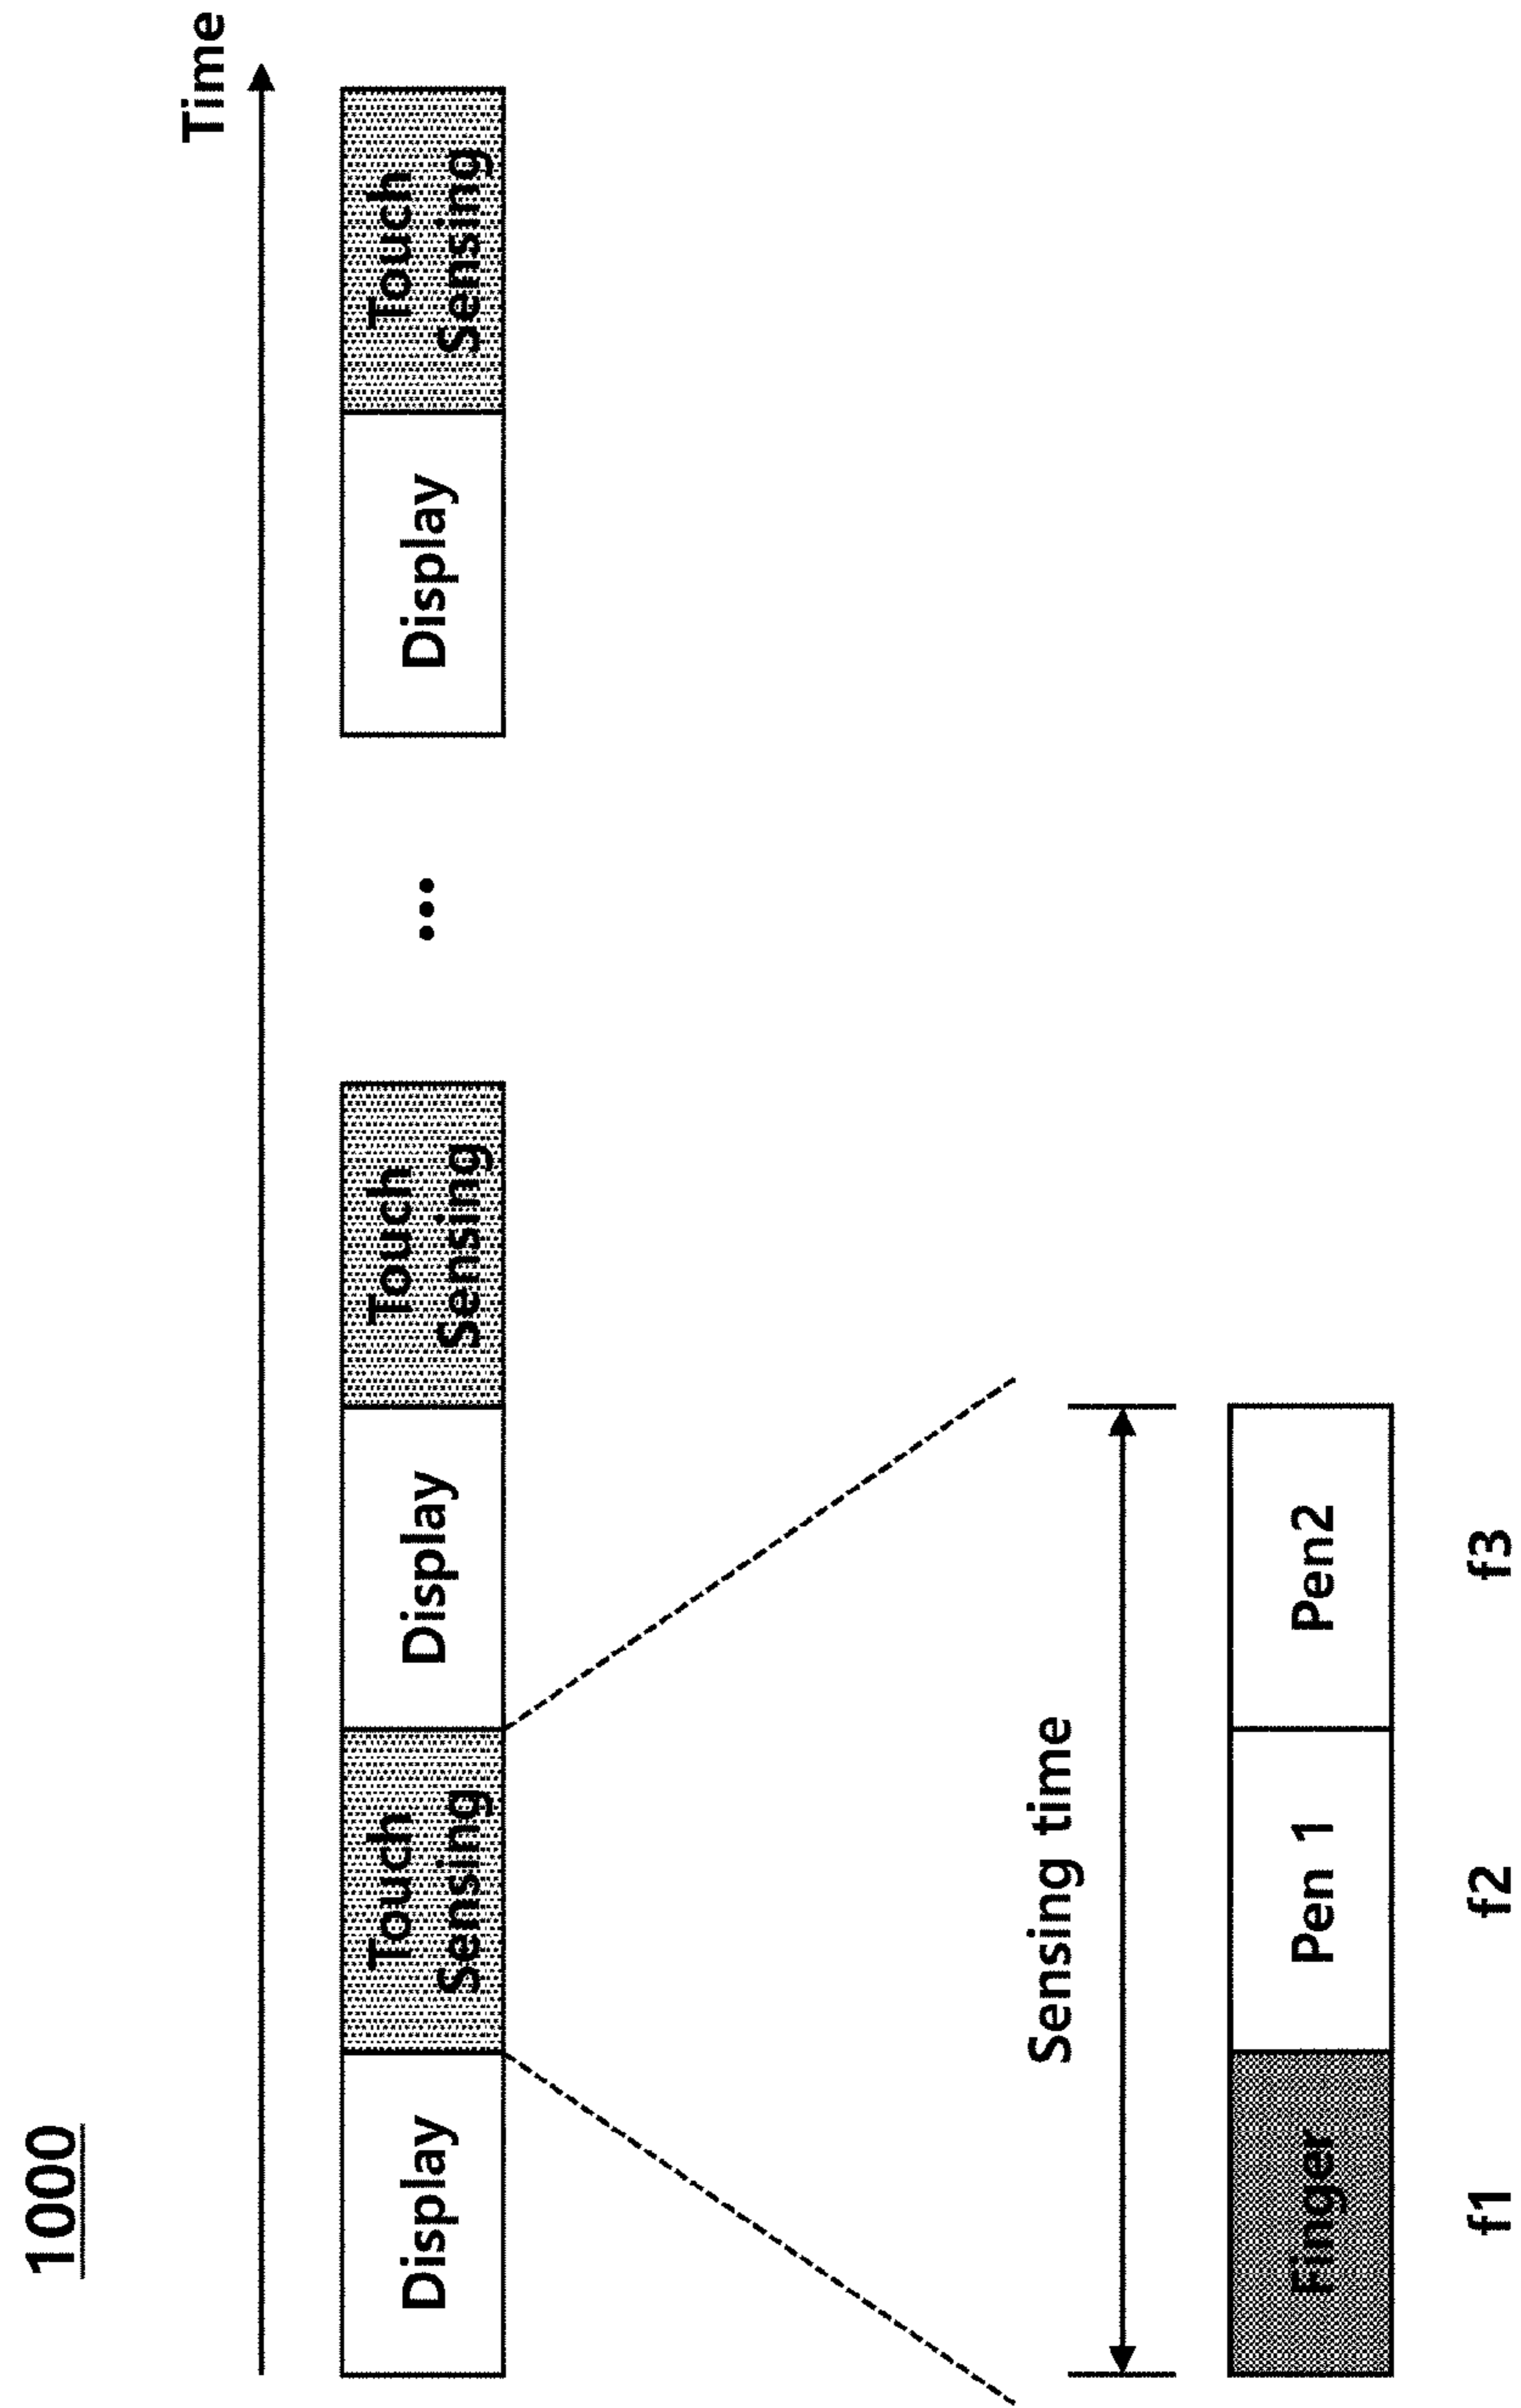 1000
Time
Display
Touch
Sensing
Display
Touch
Sensing
...
Display
Touch
Sensing
Sensing time
Finger
Pen 1
Pen2
f1
f2
f3